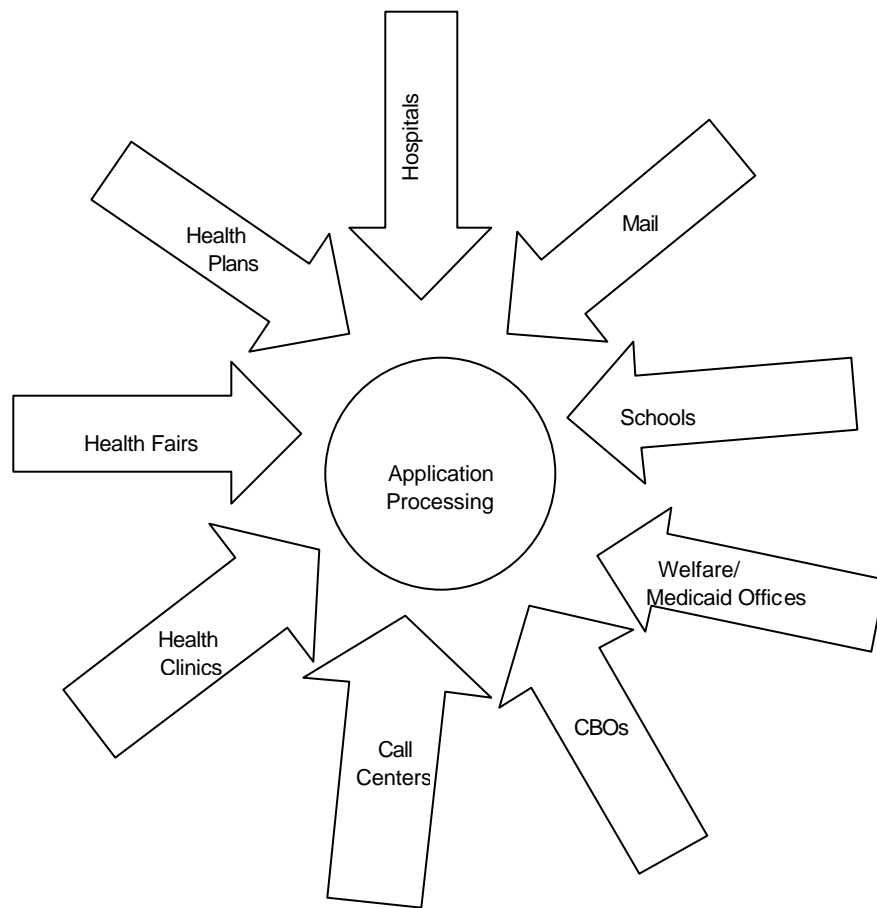 Hospitals
Mail
Health
Plans
Schools
Health Fairs
Application
Processing
Welfare/
Medicaid Offices
Health
Clinics
CBOs
Call
Centers